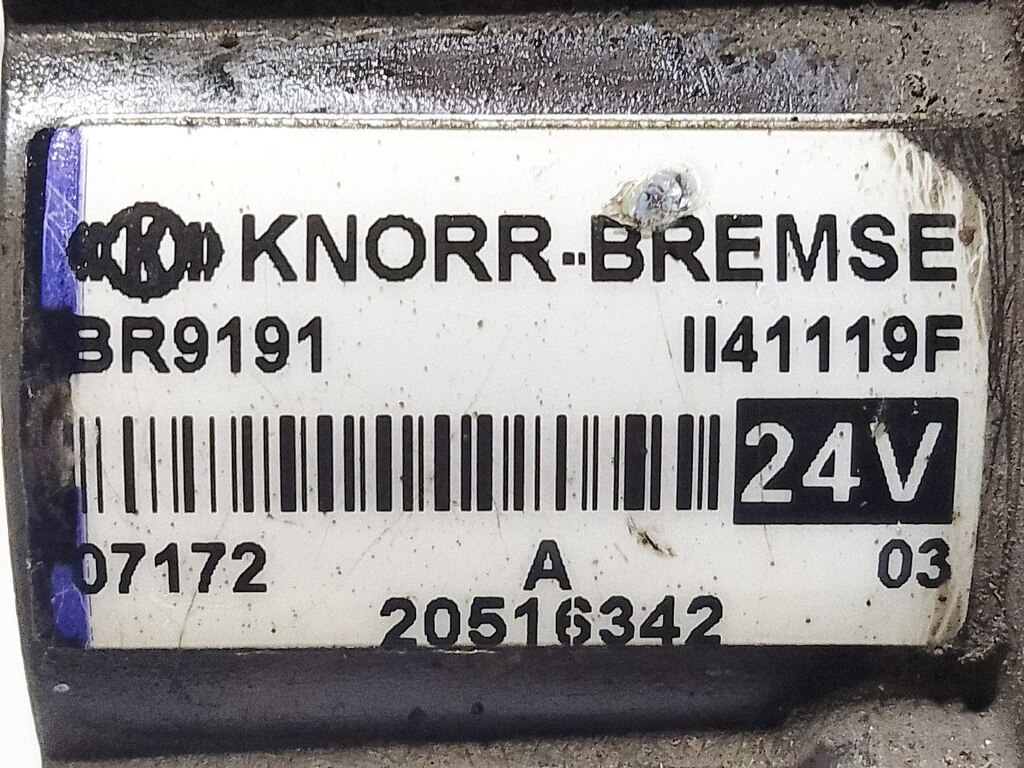 K KNORR-BREMSE
BR9191 II41119F
24V
07172 A 03
20516342